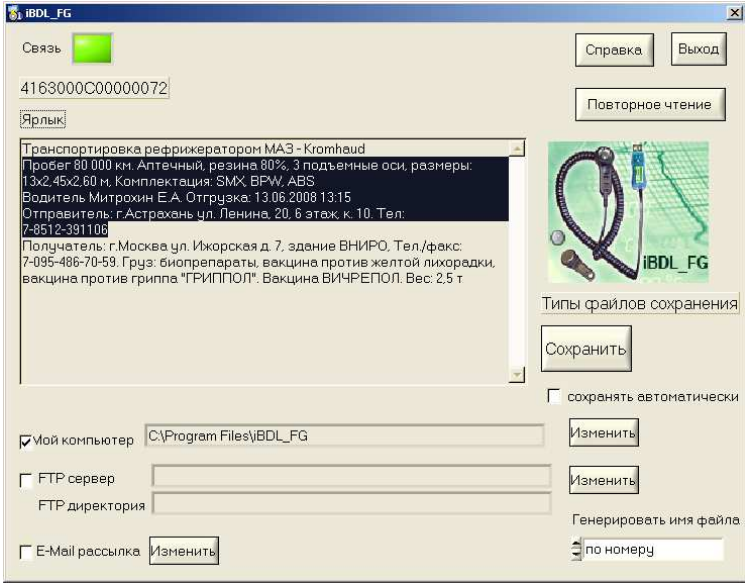 iBDL_FG
Связь
Справка
Выход
4163000C00000072
Повторное чтение
Ярлык
Транспортировка рефрижератором МАЗ - Kromhaud
Пробег 80 000 км. Аптечный, резина 80%, 3 подъемные оси, размеры:
13х2,45х2,60 м, Комплектация: SMX, BPW, ABS
Водитель Митрохин Е.А. Отгрузка: 13.06.2008 13:15
Отправитель: г.Астрахань ул. Ленина, 20, 6 этаж, к. 10. Тел:
7-8512-391106
Получатель: г.Москва ул. Ижорская д. 7, здание ВНИРО, Тел./факс:
7-095-486-70-59. Груз: биопрепараты, вакцина против желтой лихорадки,
вакцина против гриппа "ГРИППОЛ". Вакцина ВИЧРЕПОЛ. Вес: 2,5 т
iBDL_FG
Типы файлов сохранения
Сохранить
сохранять автоматически
Мой компьютер
C:\Program Files\iBDL_FG
Изменить
FTP сервер
Изменить
FTP директория
Генерировать имя файла
E-Mail рассылка
Изменить
по номеру